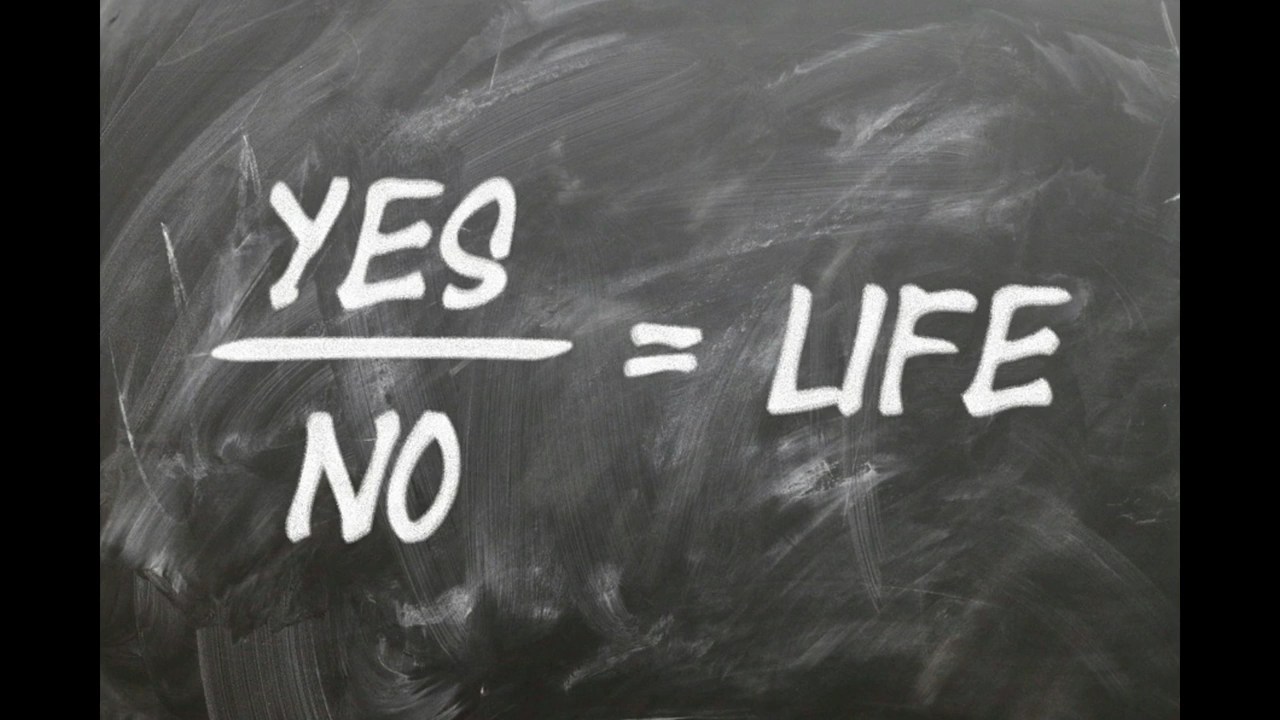 YES
NO
= LIFE